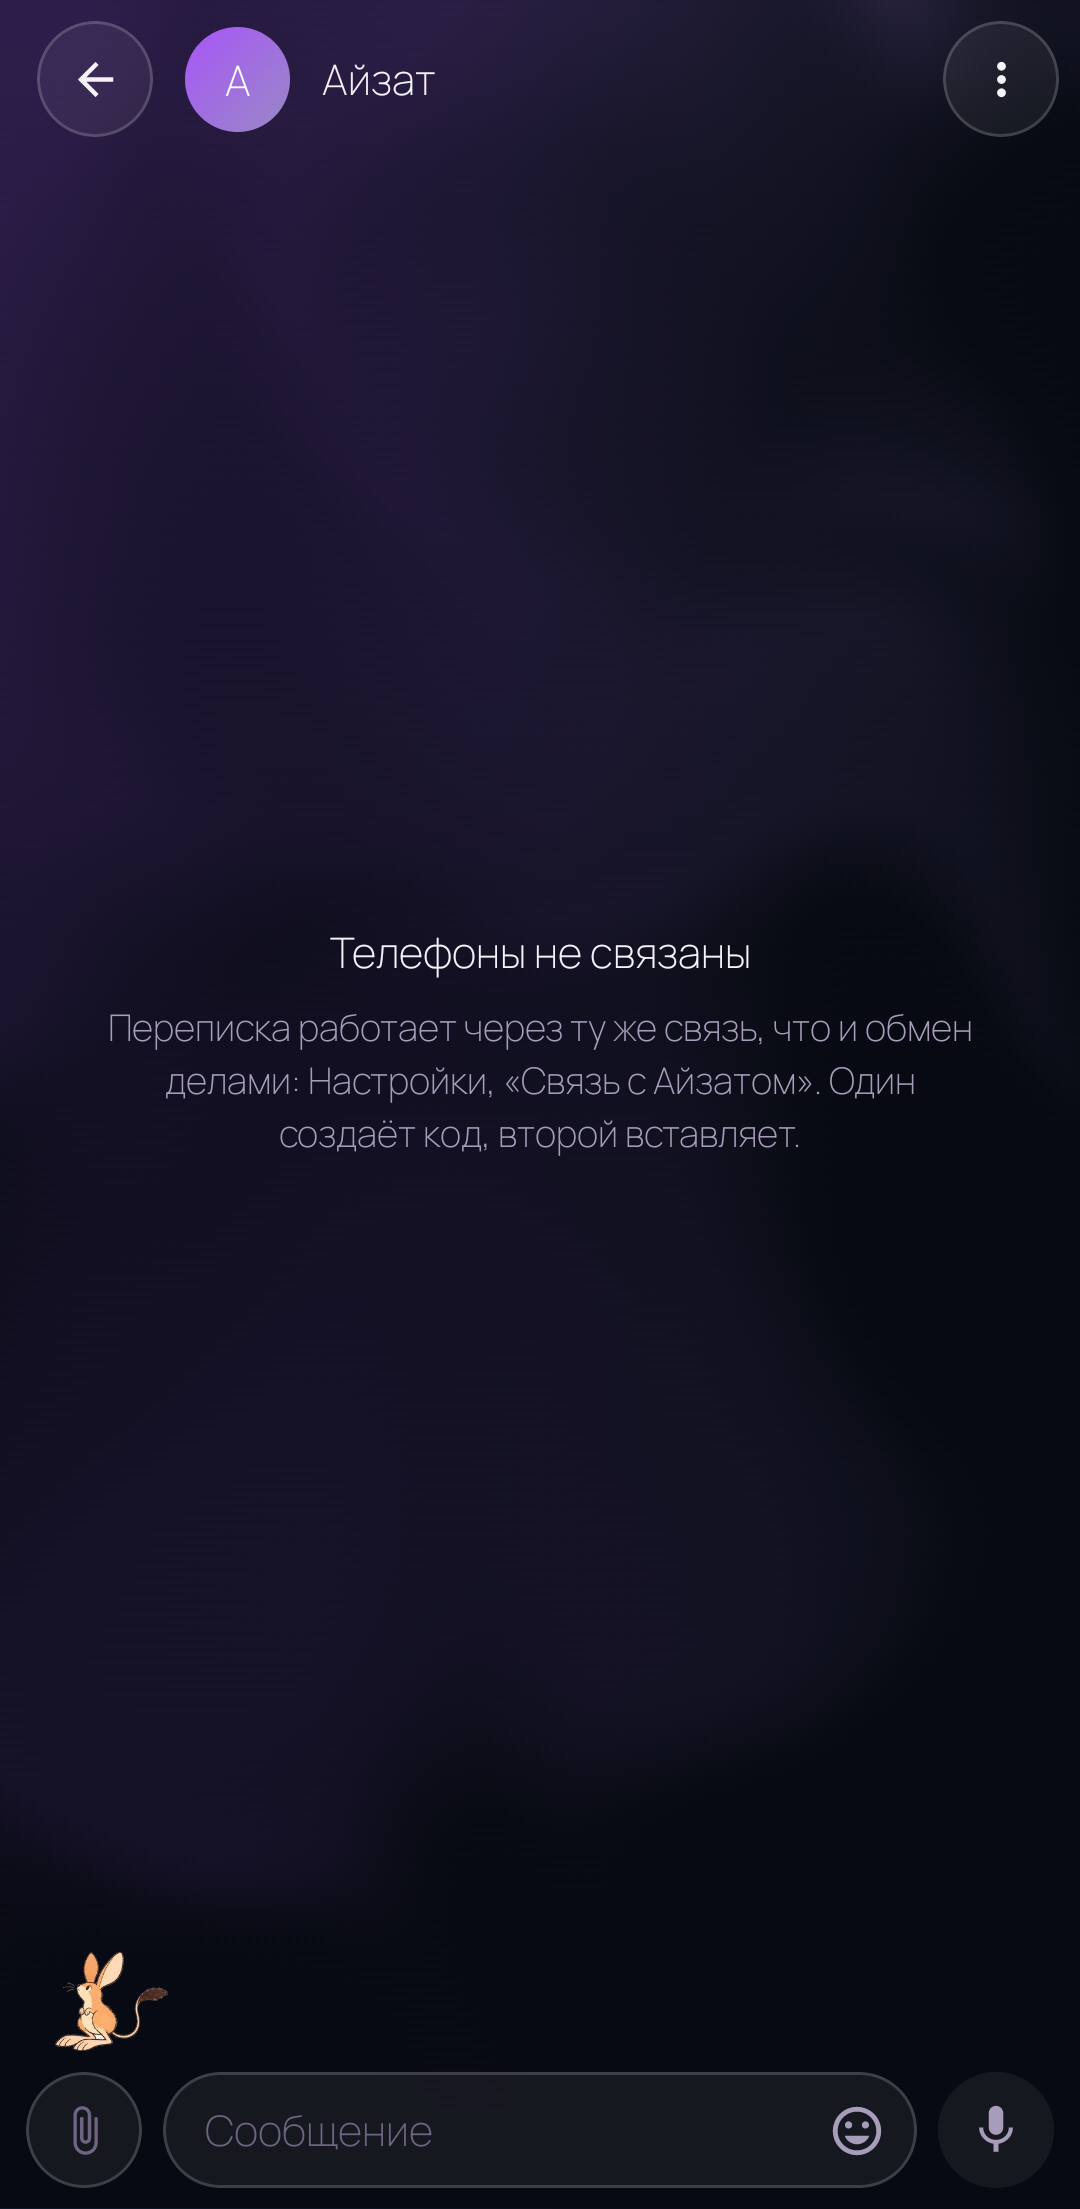 А
Айзат
Телефоны не связаны
Переписка работает через ту же связь, что и обмен
делами: Настройки, «Связь с Айзатом». Один
создаёт код, второй вставляет.
Сообщение